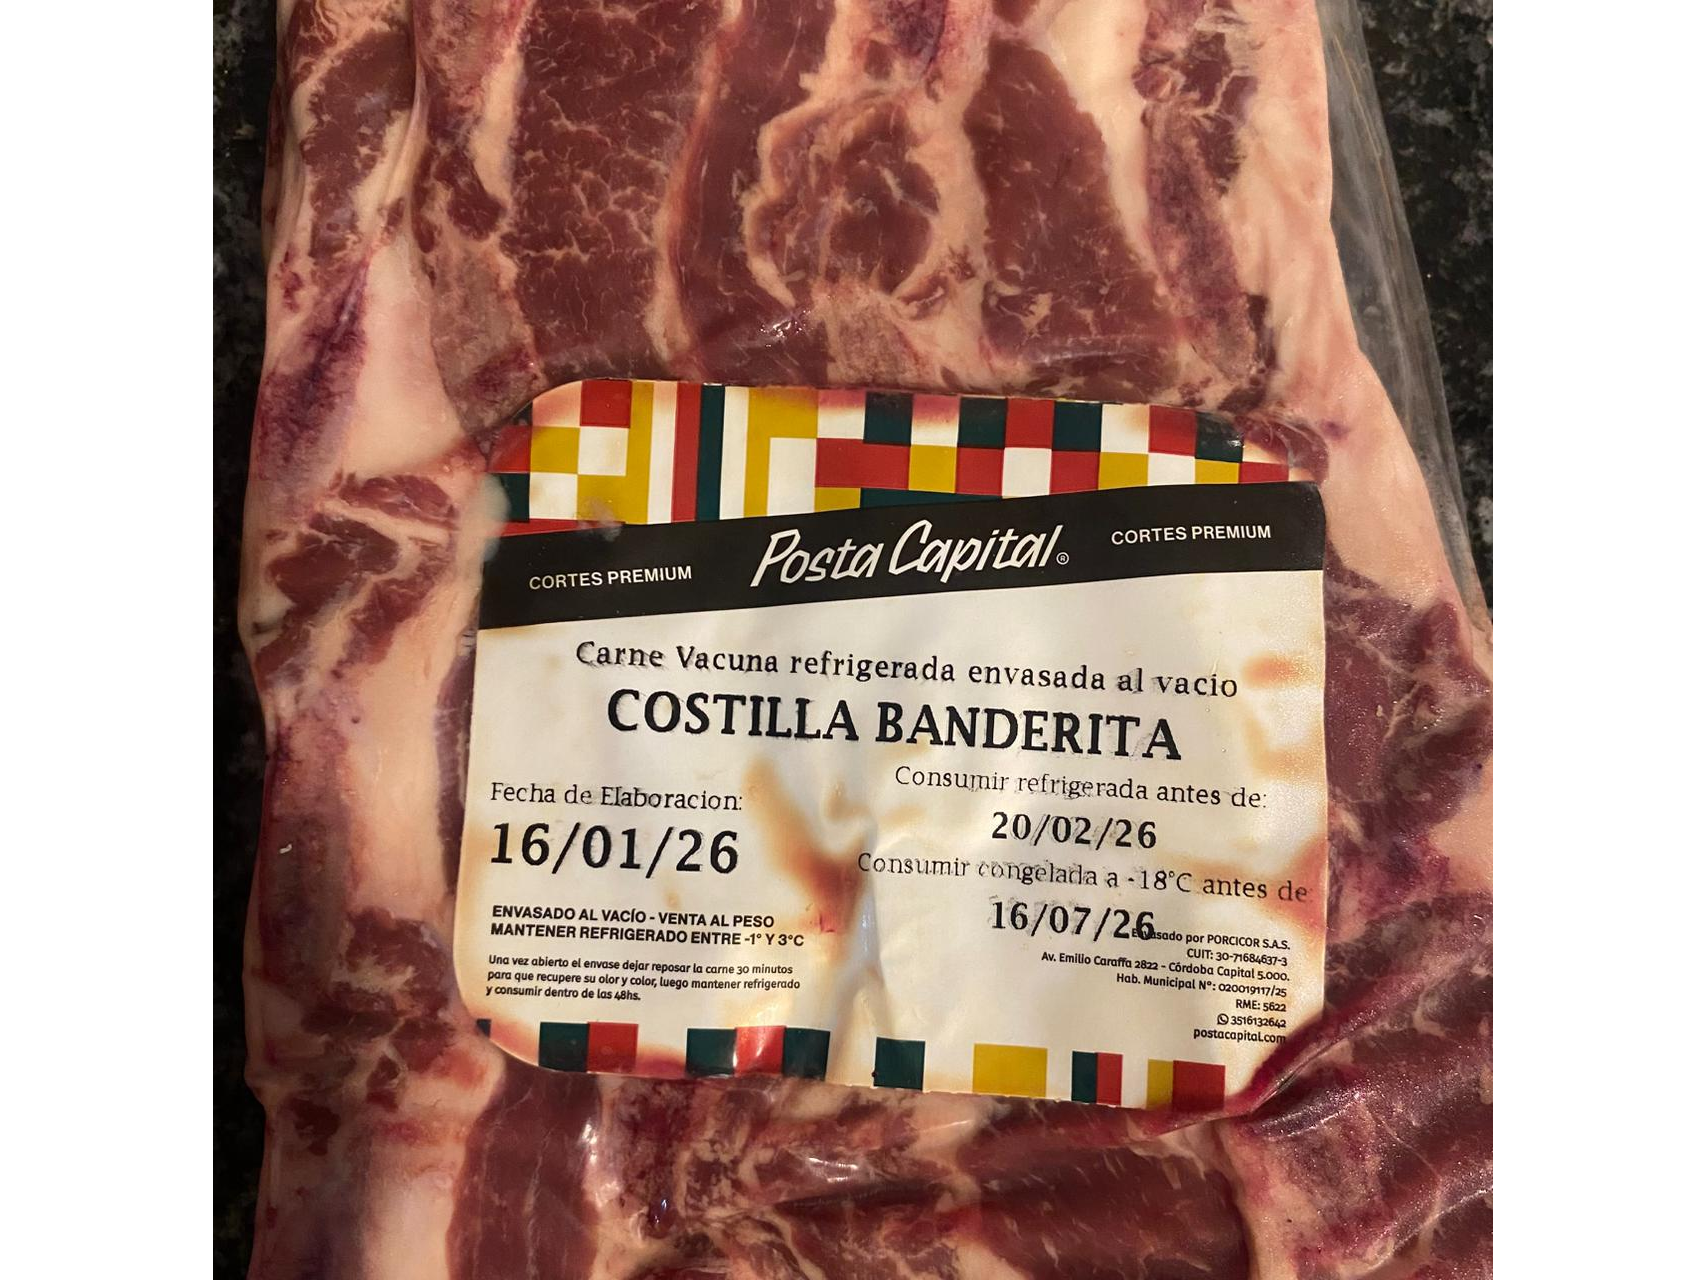 CORTES PREMIUM
Posta Capital®
CORTES PREMIUM
Carne Vacuna refrigerada envasada al vacio
COSTILLA BANDERITA
Fecha de Elaboracion:
16/01/26
Consumir refrigerada antes de:
20/02/26
Consumir congelada a -18°C antes de
16/07/26
ENVASADO AL VACÍO - VENTA AL PESO
MANTENER REFRIGERADO ENTRE -1° Y 3°C
Una vez abierto el envase dejar reposar la carne 30 minutos
para que recupere su olor y color, luego mantener refrigerado
y consumir dentro de las 48hs.
Envasado por PORCICOR S.A.S.
CUIT: 30-71684637-3
Av. Emilio Caraffa 2822 - Córdoba Capital 5.000.
Hab. Municipal N°: 020019117/25
RME: 5622
3516132642
postacapital.com